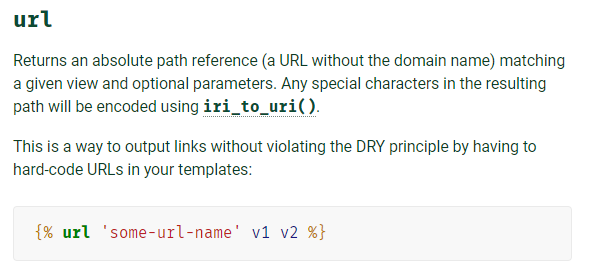 url
Returns an absolute path reference (a URL without the domain name) matching
a given view and optional parameters. Any special characters in the resulting
path will be encoded using iri_to_uri().
This is a way to output links without violating the DRY principle by having to
hard-code URLs in your templates:
{% url 'some-url-name' v1 v2 %}